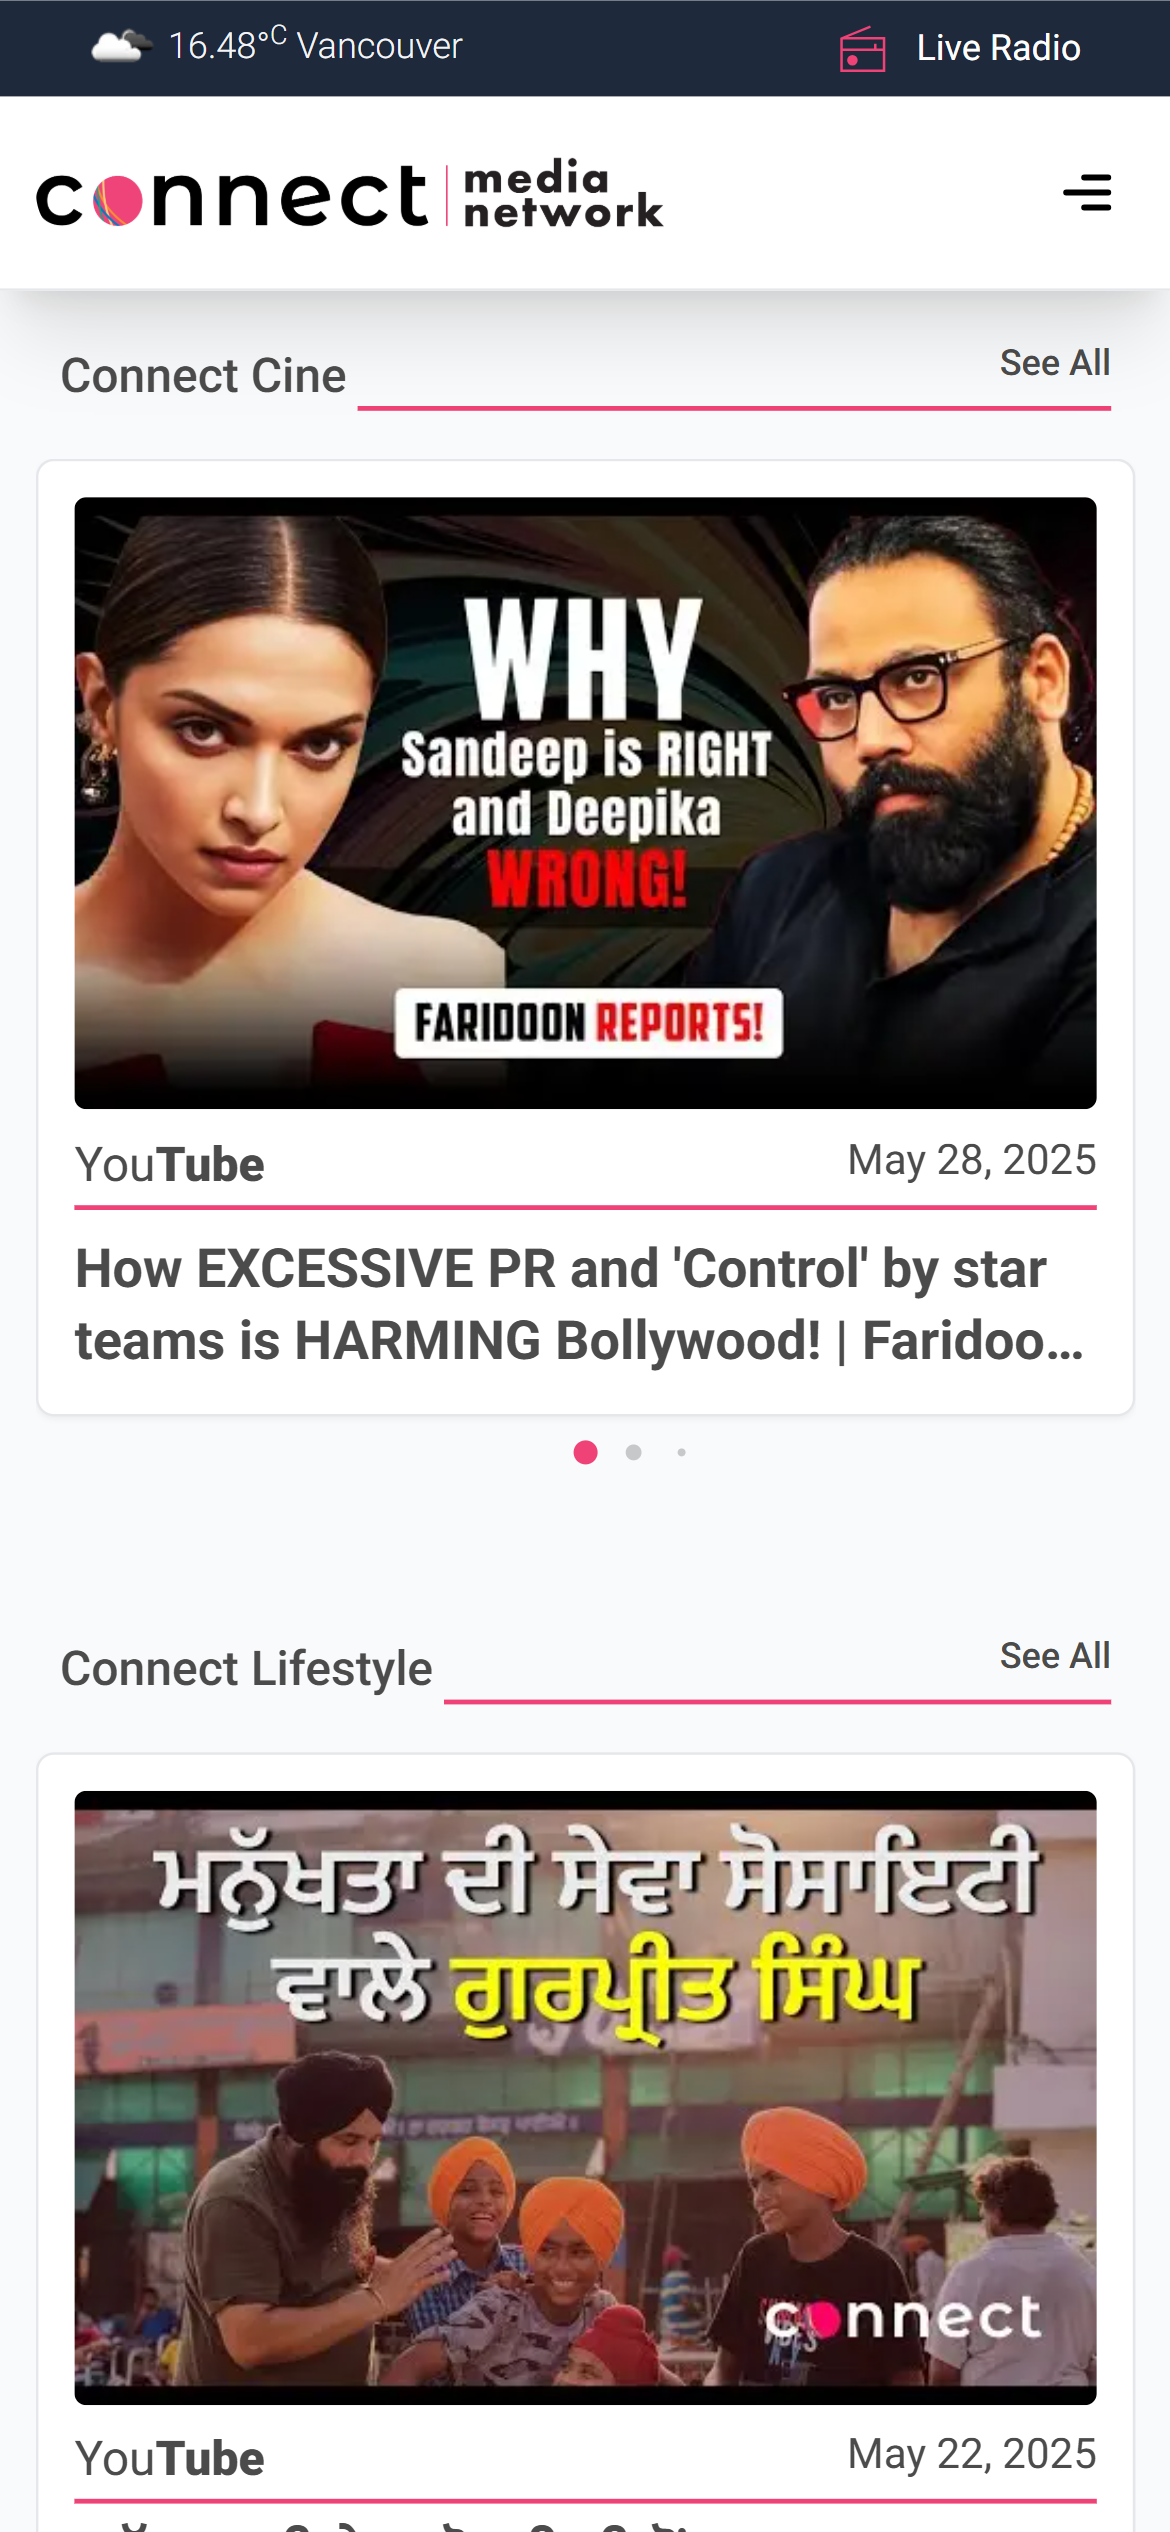 16.48°C Vancouver
Live Radio
connect media network
Connect Cine
See All
WHY
Sandeep is RIGHT
and Deepika
WRONG!
FARIDOON REPORTS!
YouTube
May 28, 2025
How EXCESSIVE PR and 'Control' by star
teams is HARMING Bollywood! | Faridoo...
Connect Lifestyle
See All
ਮਨੁੱਖਤਾ ਦੀ ਸੇਵਾ ਸੋਸਾਇਟੀ
ਵਾਲੇ ਗੁਰਪ੍ਰੀਤ ਸਿੰਘ
connect
YouTube
May 22, 2025